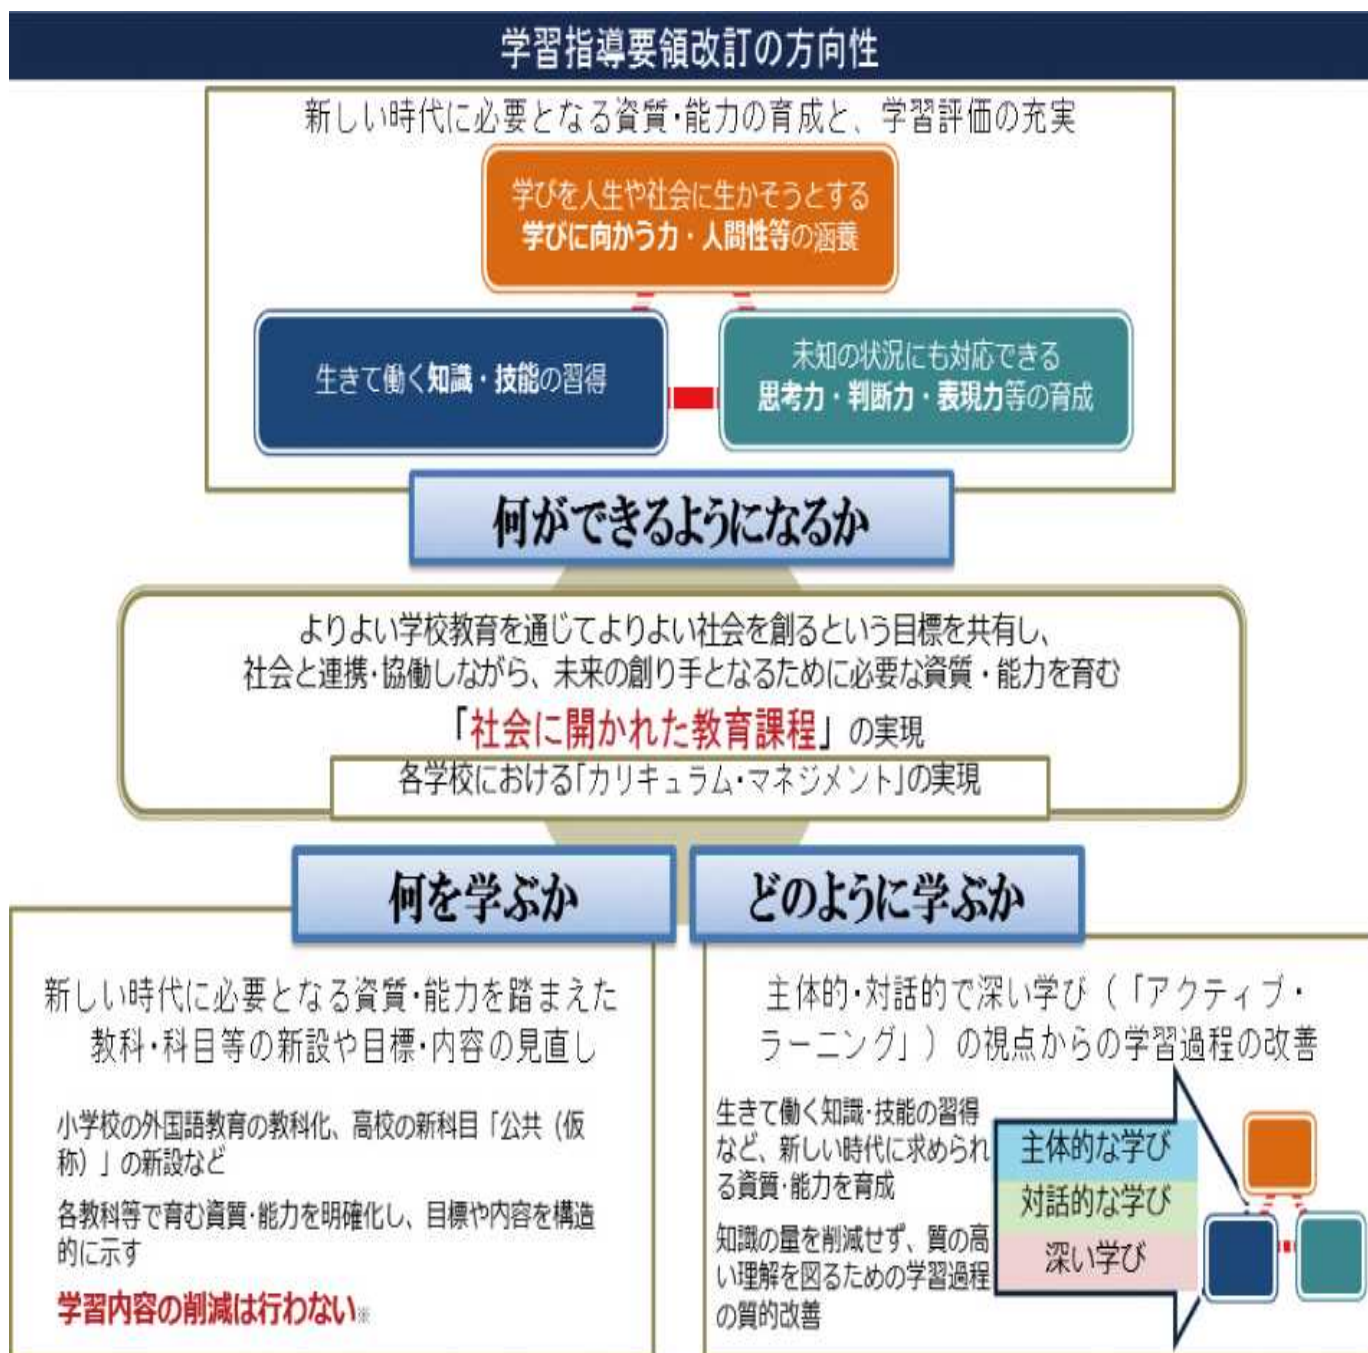 学習指導要領改訂の方向性
新しい時代に必要となる資質・能力の育成と、学習評価の充実
学びを人生や社会に生かそうとする
学びに向かう力・人間性等の涵養
生きて働く知識・技能の習得
未知の状況にも対応できる
思考力・判断力・表現力等の育成
何ができるようになるか
よりよい学校教育を通じてよりよい社会を創るという目標を共有し、
社会と連携・協働しながら、未来の創り手となるために必要な資質・能力を育む
「社会に開かれた教育課程」の実現
各学校における「カリキュラム・マネジメント」の実現
何を学ぶか
新しい時代に必要となる資質・能力を踏まえた
教科・科目等の新設や目標・内容の見直し
小学校の外国語教育の教科化、高校の新科目「公共（仮
称）」の新設など
各教科等で育む資質・能力を明確化し、目標や内容を構造
的に示す
学習内容の削減は行わない※
どのように学ぶか
主体的・対話的で深い学び（「アクティブ・
ラーニング」）の視点からの学習過程の改善
生きて働く知識・技能の習得
など、新しい時代に求められ
る資質・能力を育成
知識の量を削減せず、質の高
い理解を図るための学習過程
の質的改善
主体的な学び
対話的な学び
深い学び